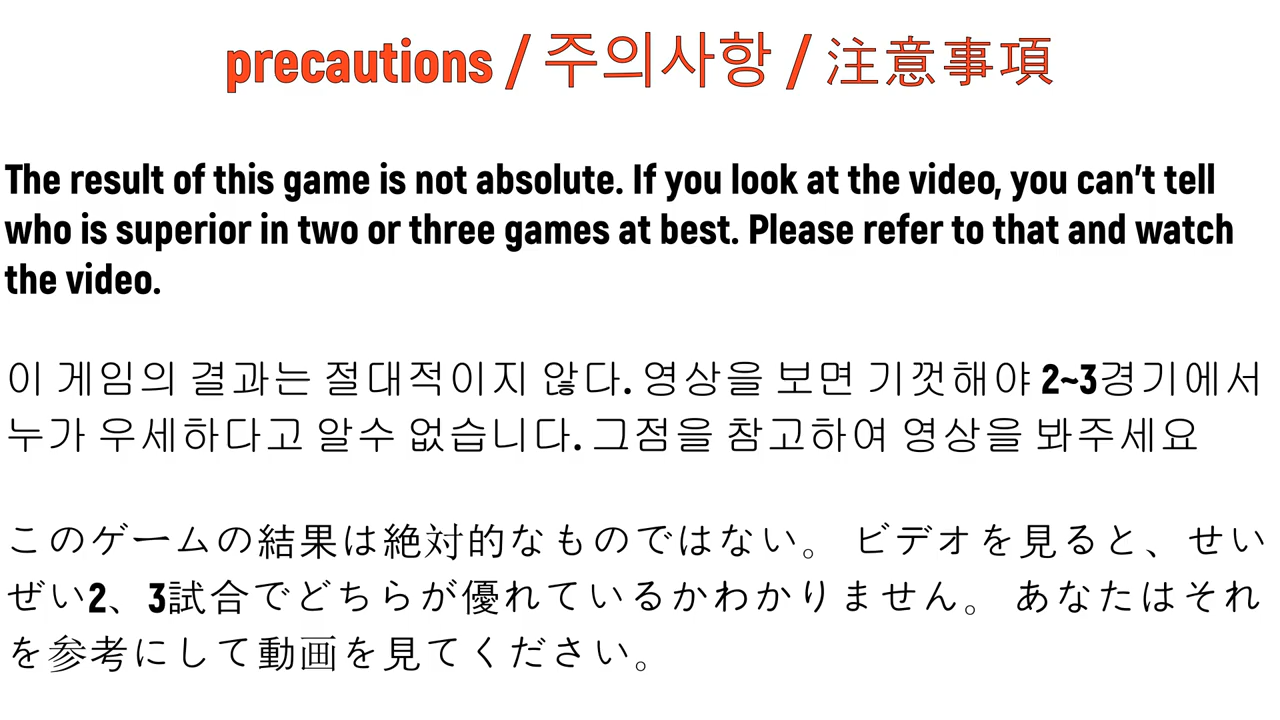 precautions / 주의사항 / 注意事項
The result of this game is not absolute. If you look at the video, you can't tell
who is superior in two or three games at best. Please refer to that and watch
the video.
이 게임의 결과는 절대적이지 않다. 영상을 보면 기껏해야 2~3경기에서
누가 우세하다고 알수 없습니다. 그점을 참고하여 영상을 봐주세요
このゲームの結果は絶対的なものではない。 ビデオを見ると、せい
ぜい2、3試合でどちらが優れているかわかりません。 あなたはそれ
を参考にして動画を見てください。